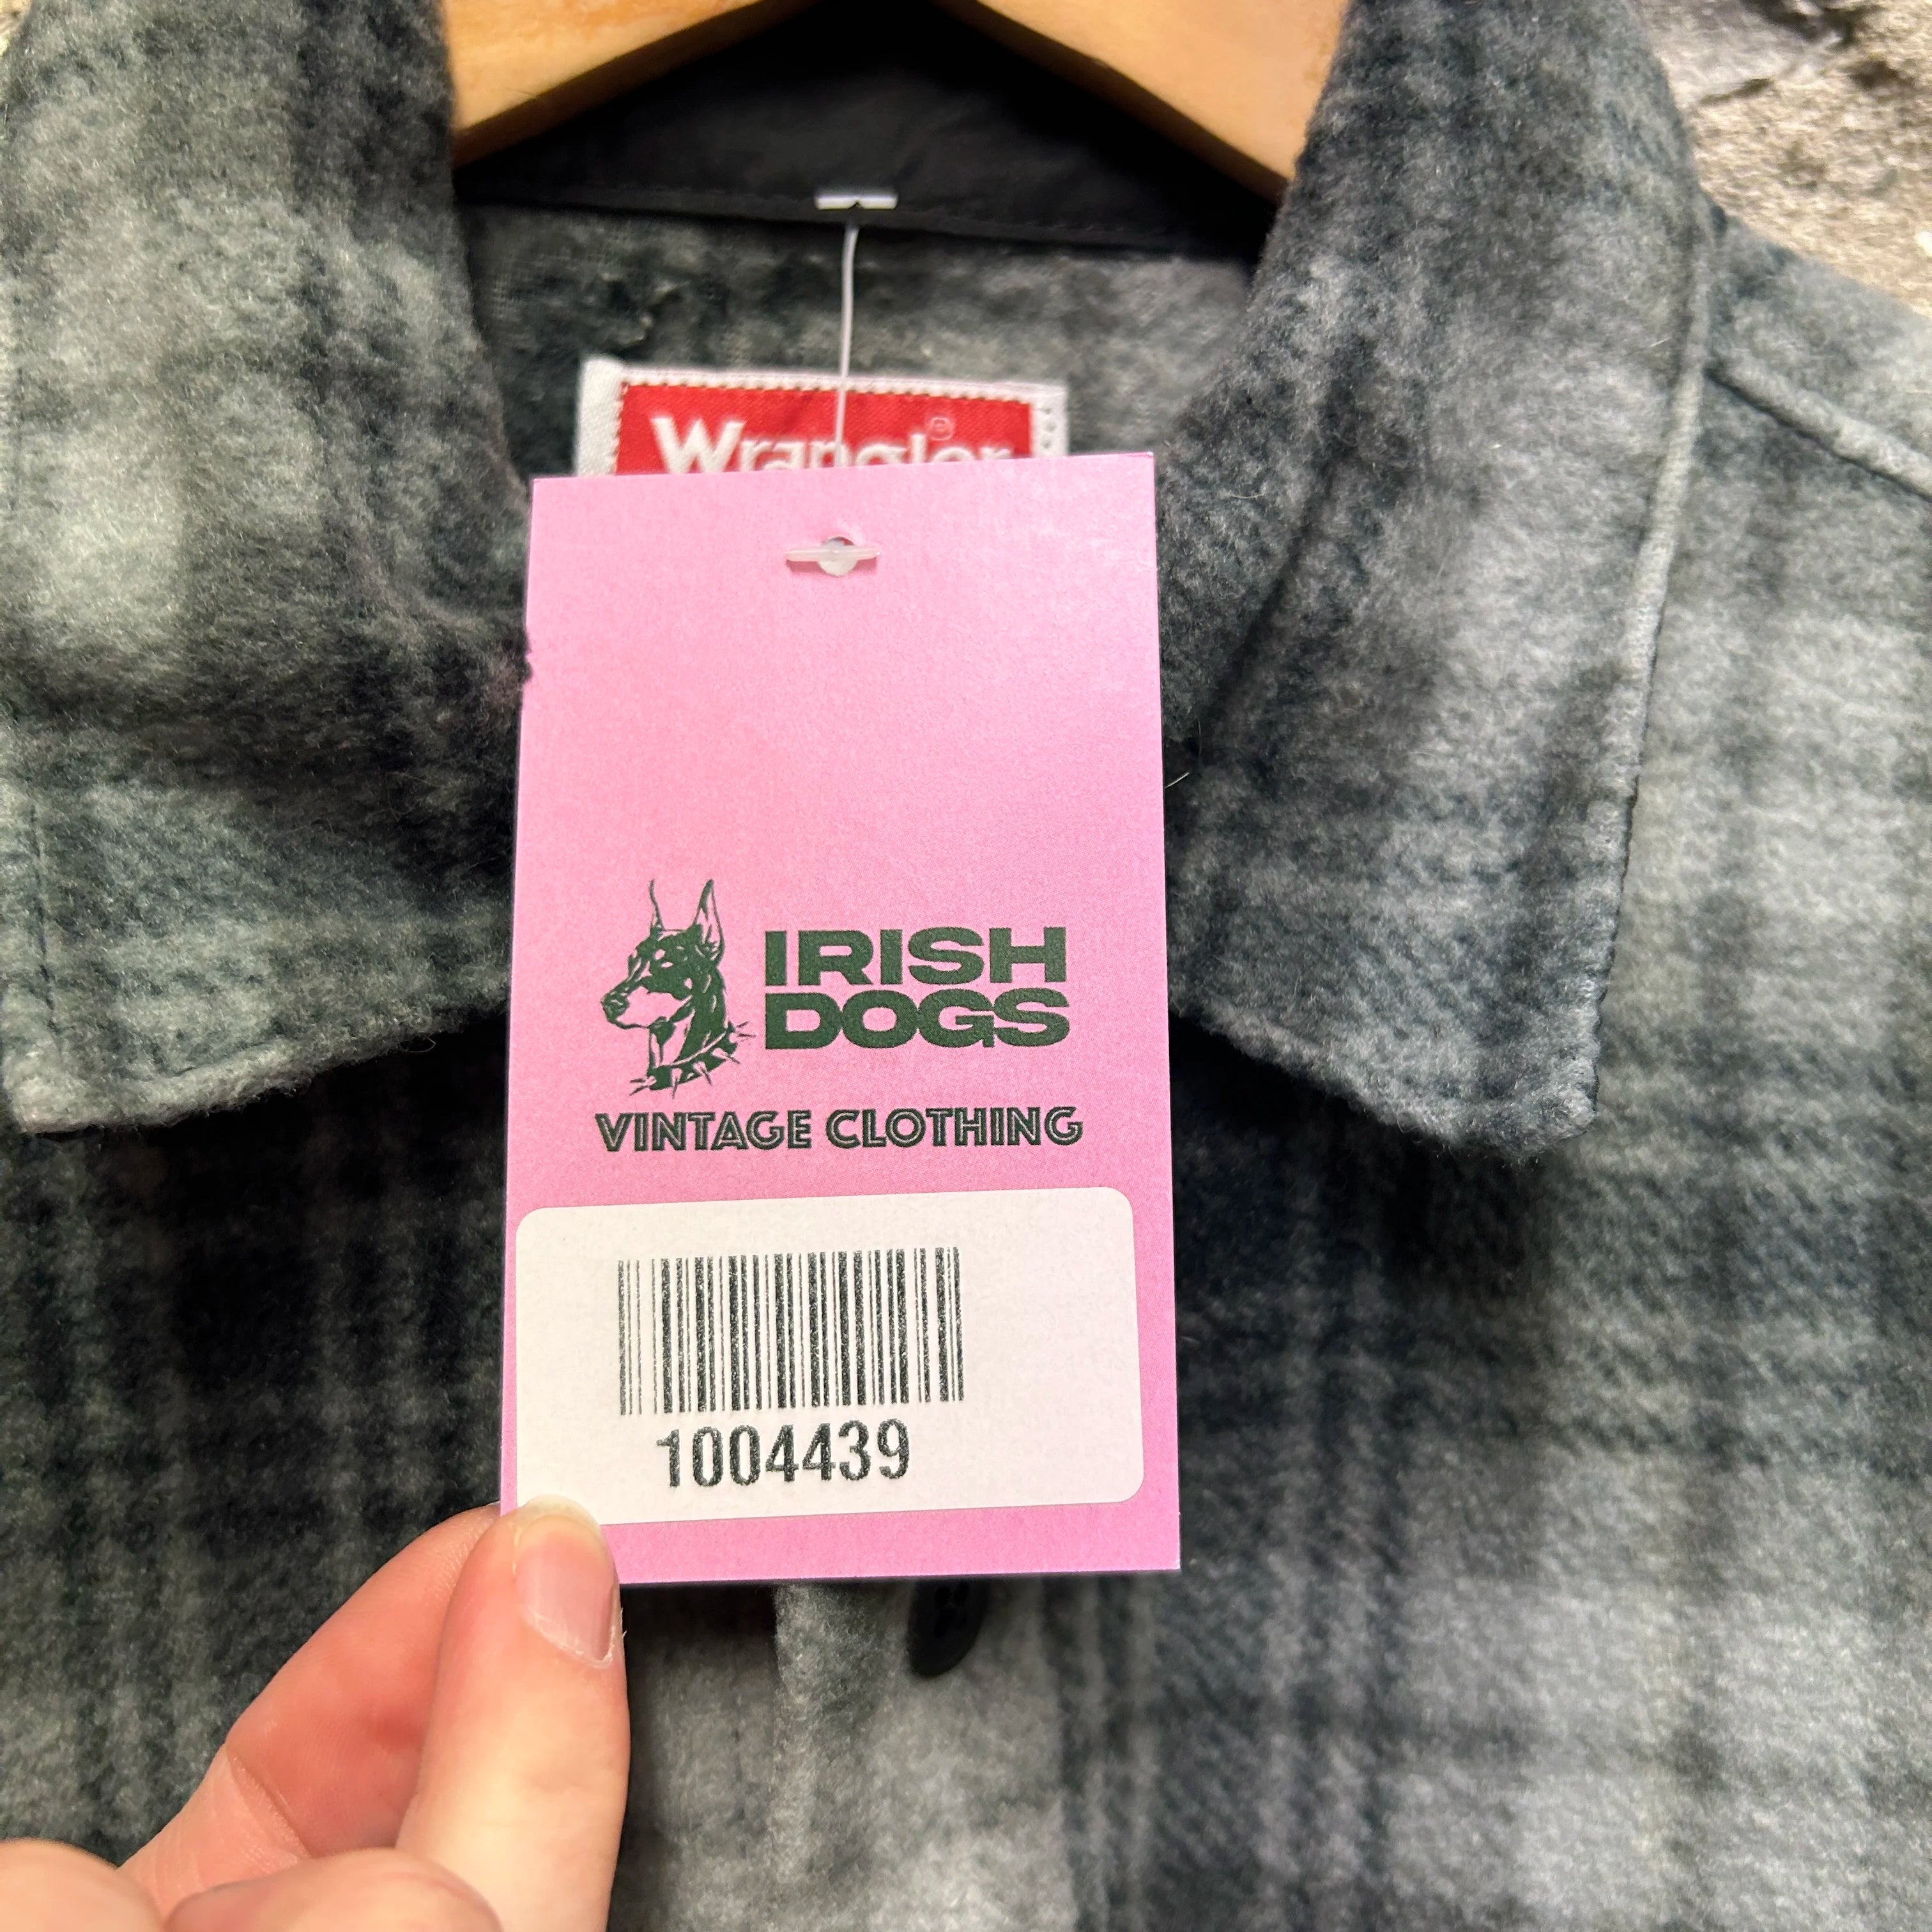 Wrangler®
IRISH
DOGS
VINTAGE CLOTHING
1004439